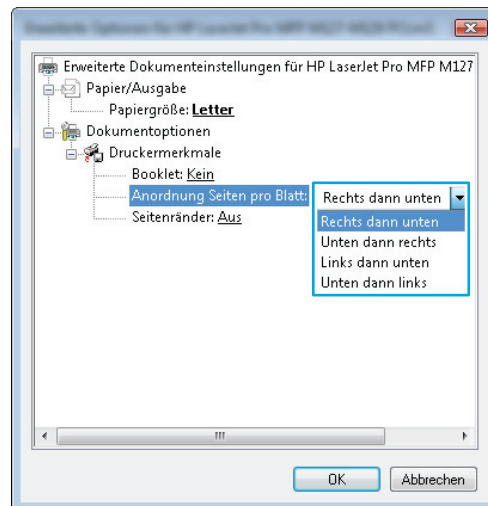 Erweiterte Dokumenteinstellungen für HP LaserJet Pro MFP M127
Papier/Ausgabe
Papiergröße: Letter
Dokumentoptionen
Druckermerkmale
Booklet: Kein
Anordnung Seiten pro Blatt: Rechts dann unten
Rechts dann unten
Seitenränder: Aus
Unten dann rechts
Links dann unten
Unten dann links
OK Abbrechen